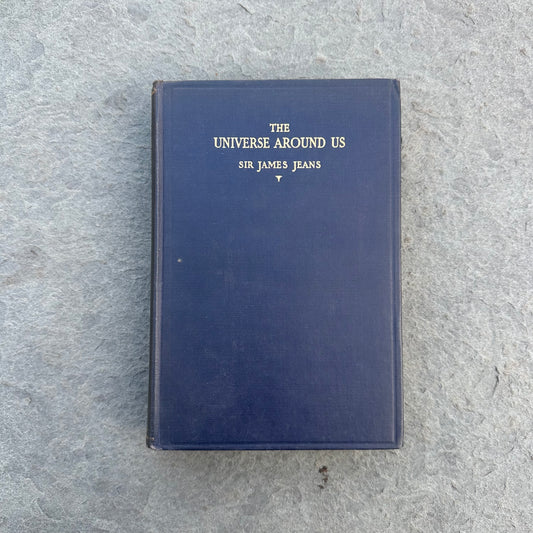 THE
UNIVERSE AROUND US
SIR JAMES JEANS